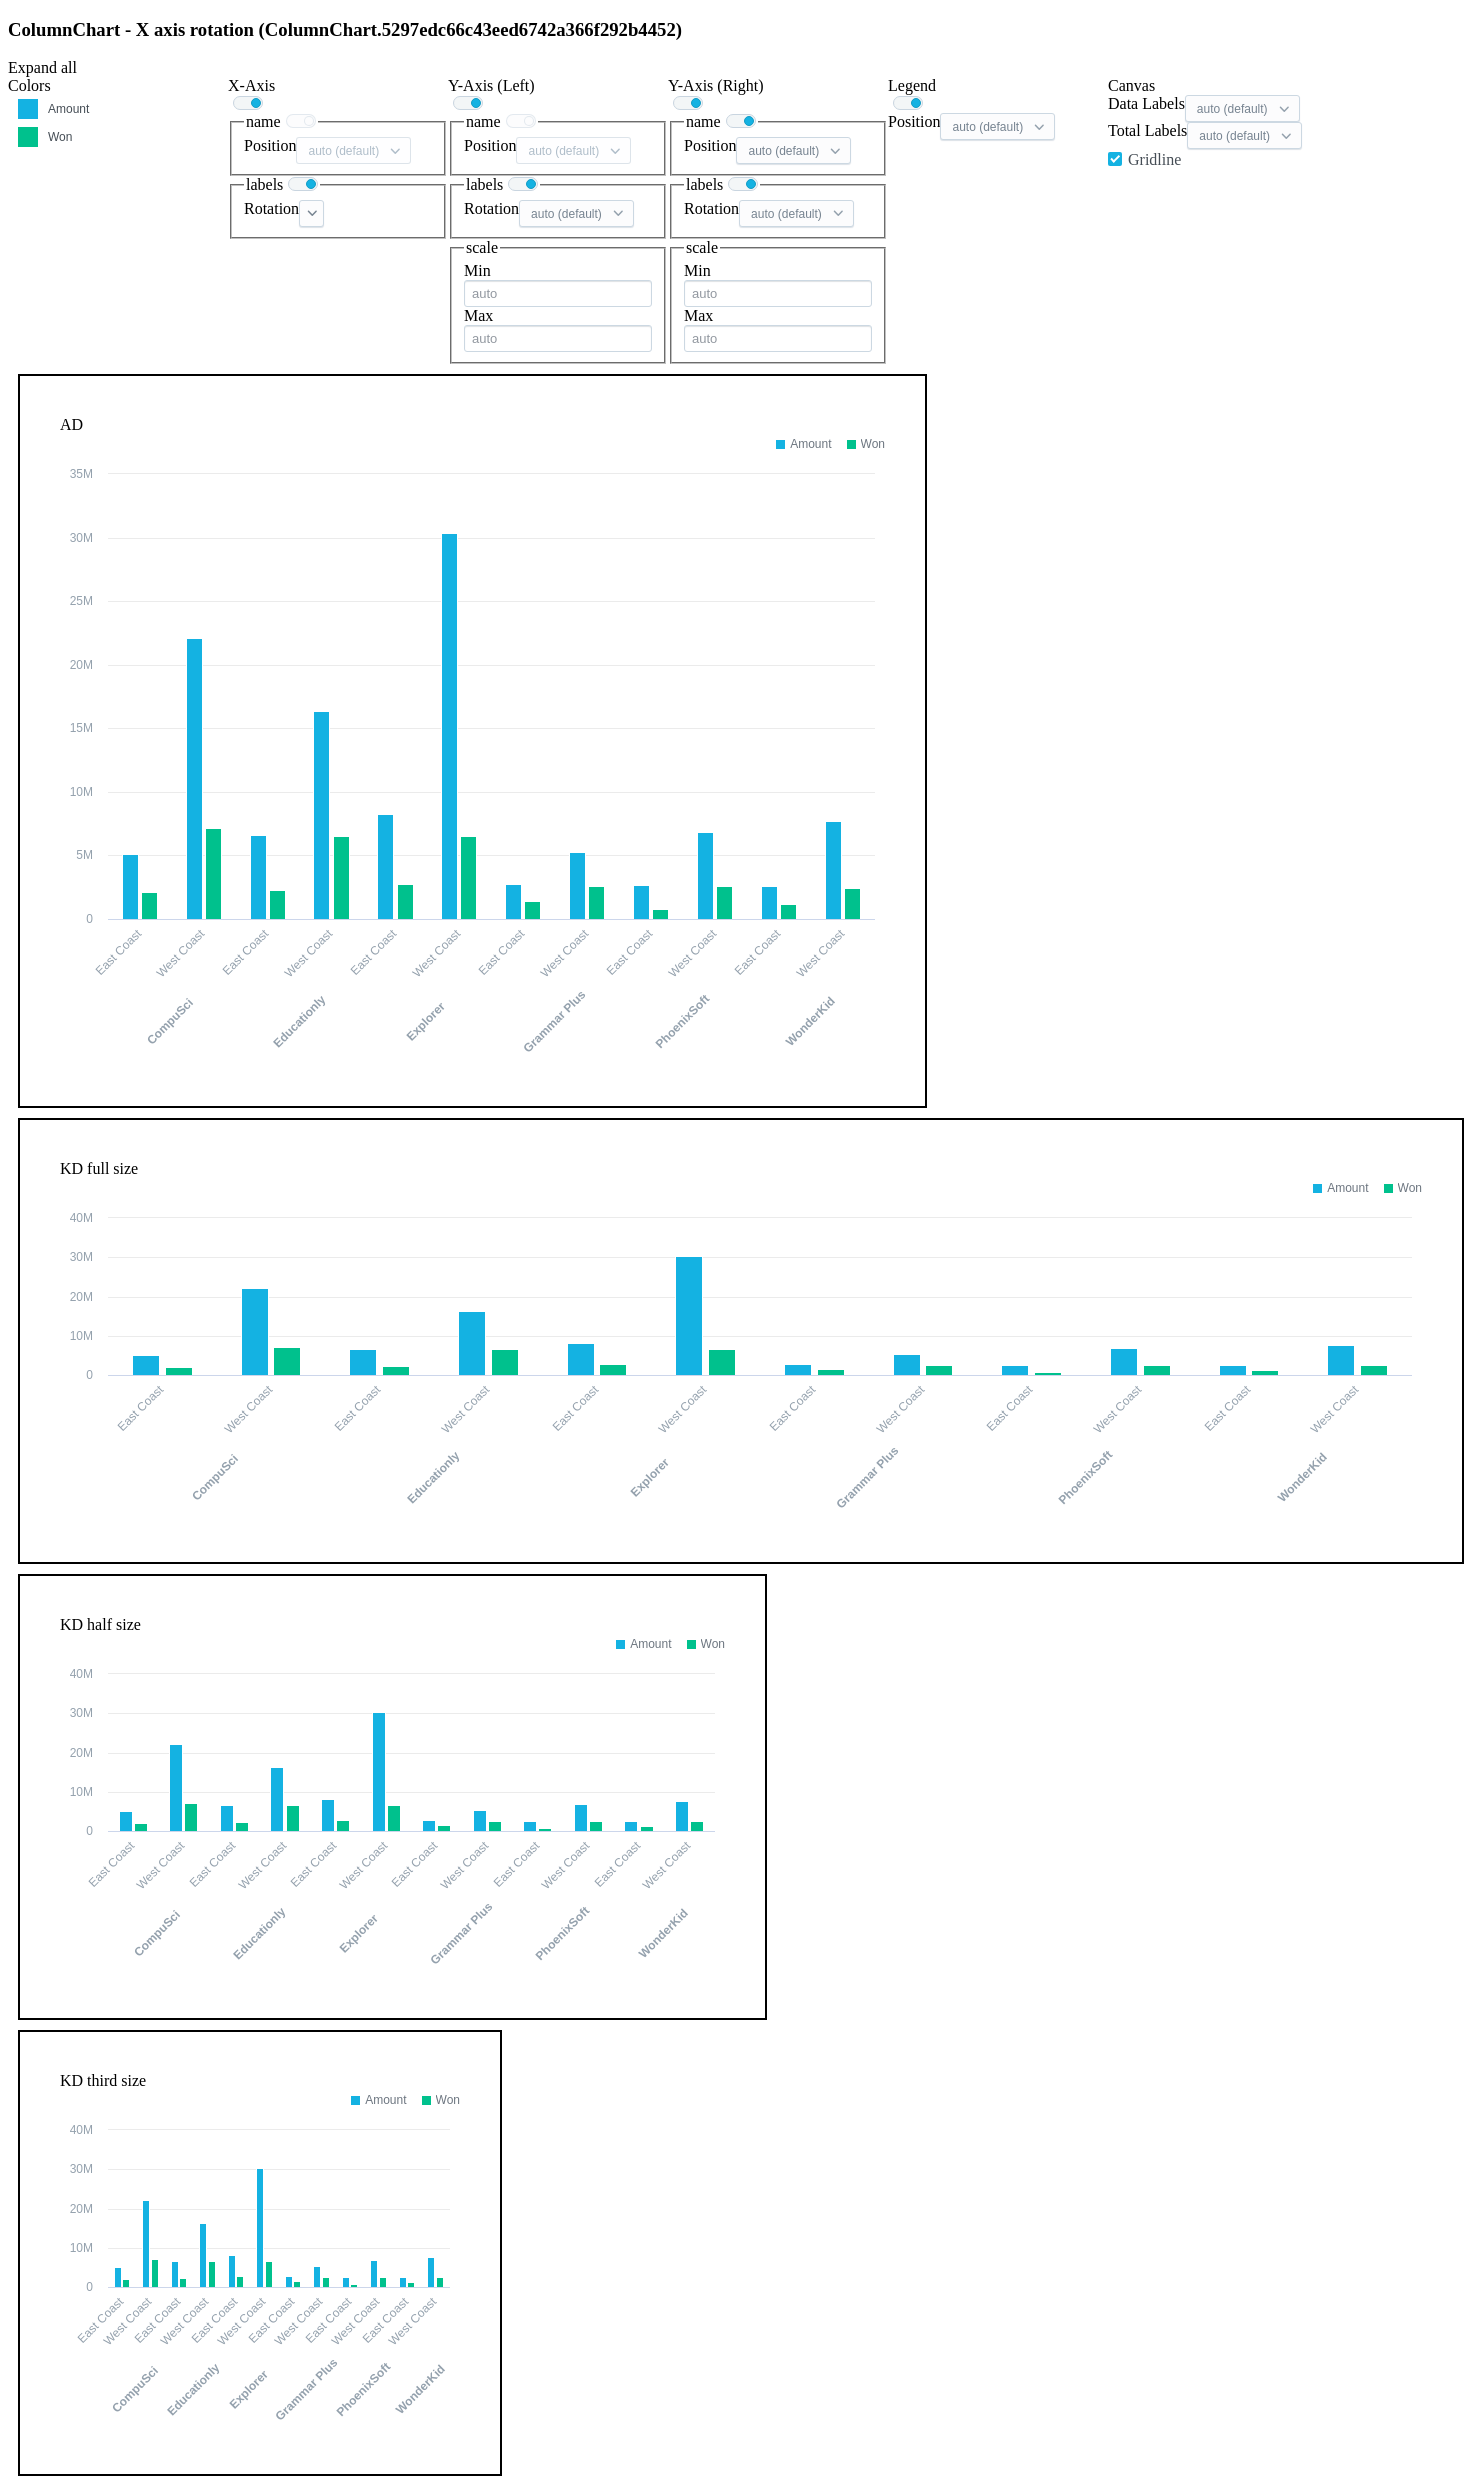 ColumnChart - X axis rotation (ColumnChart.5297edc66c43eed6742a366f292b4452)
Expand all
Colors
Amount
Won
X-Axis
name
Position auto (default)
labels
Rotation
Y-Axis (Left)
name
Position auto (default)
labels
Rotation auto (default)
scale
Min
auto
Max
auto
Y-Axis (Right)
name
Position auto (default)
labels
Rotation auto (default)
scale
Min
auto
Max
auto
Legend
Position auto (default)
Canvas
Data Labels auto (default)
Total Labels auto (default)
Gridline
AD
Amount Won
35M
30M
25M
20M
15M
10M
5M
0
East Coast West Coast East Coast West Coast East Coast West Coast East Coast West Coast East Coast West Coast East Coast West Coast
CompuSci Educationly Explorer Grammar Plus PhoenixSoft WonderKid
KD full size
Amount Won
40M
30M
20M
10M
0
East Coast West Coast East Coast West Coast East Coast West Coast East Coast West Coast East Coast West Coast East Coast West Coast
CompuSci Educationly Explorer Grammar Plus PhoenixSoft WonderKid
KD half size
Amount Won
40M
30M
20M
10M
0
East Coast West Coast East Coast West Coast East Coast West Coast East Coast West Coast East Coast West Coast East Coast West Coast
CompuSci Educationly Explorer Grammar Plus PhoenixSoft WonderKid
KD third size
Amount Won
40M
30M
20M
10M
0
East Coast West Coast East Coast West Coast East Coast West Coast East Coast West Coast East Coast West Coast East Coast West Coast
CompuSci Educationly Explorer Grammar Plus PhoenixSoft WonderKid